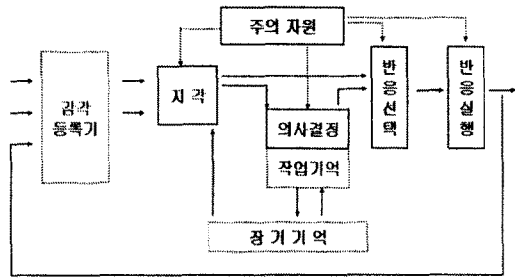 주의 자원
감각
등록기
지 각
의사결정
작업기억
반응선택
반응실행
장 기 기 억